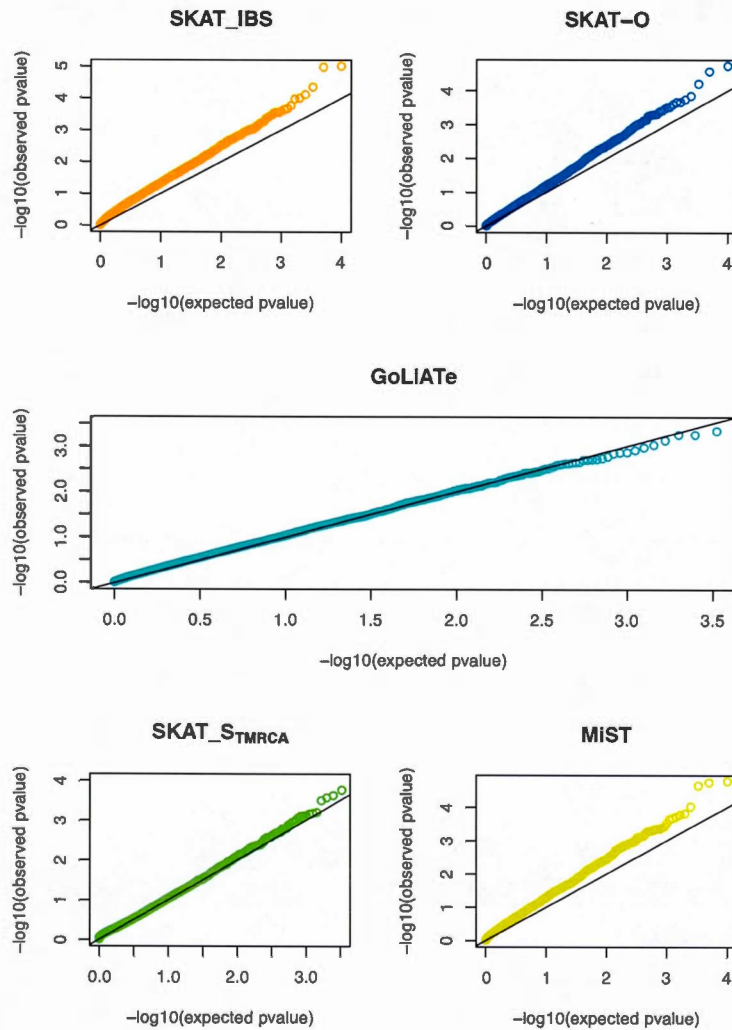 SKAT_IBS
−log10(observed pvalue)
0 1 2 3 4 5
0 1 2 3 4
−log10(expected pvalue)
SKAT−O
−log10(observed pvalue)
0 1 2 3 4
0 1 2 3 4
−log10(expected pvalue)
GoLiATe
−log10(observed pvalue)
0.0 1.0 2.0 3.0
0.0 0.5 1.0 1.5 2.0 2.5 3.0 3.5
−log10(expected pvalue)
SKAT_STMRCA
−log10(observed pvalue)
0 1 2 3 4
0.0 1.0 2.0 3.0
−log10(expected pvalue)
MiST
−log10(observed pvalue)
0 1 2 3 4
0 1 2 3 4
−log10(expected pvalue)